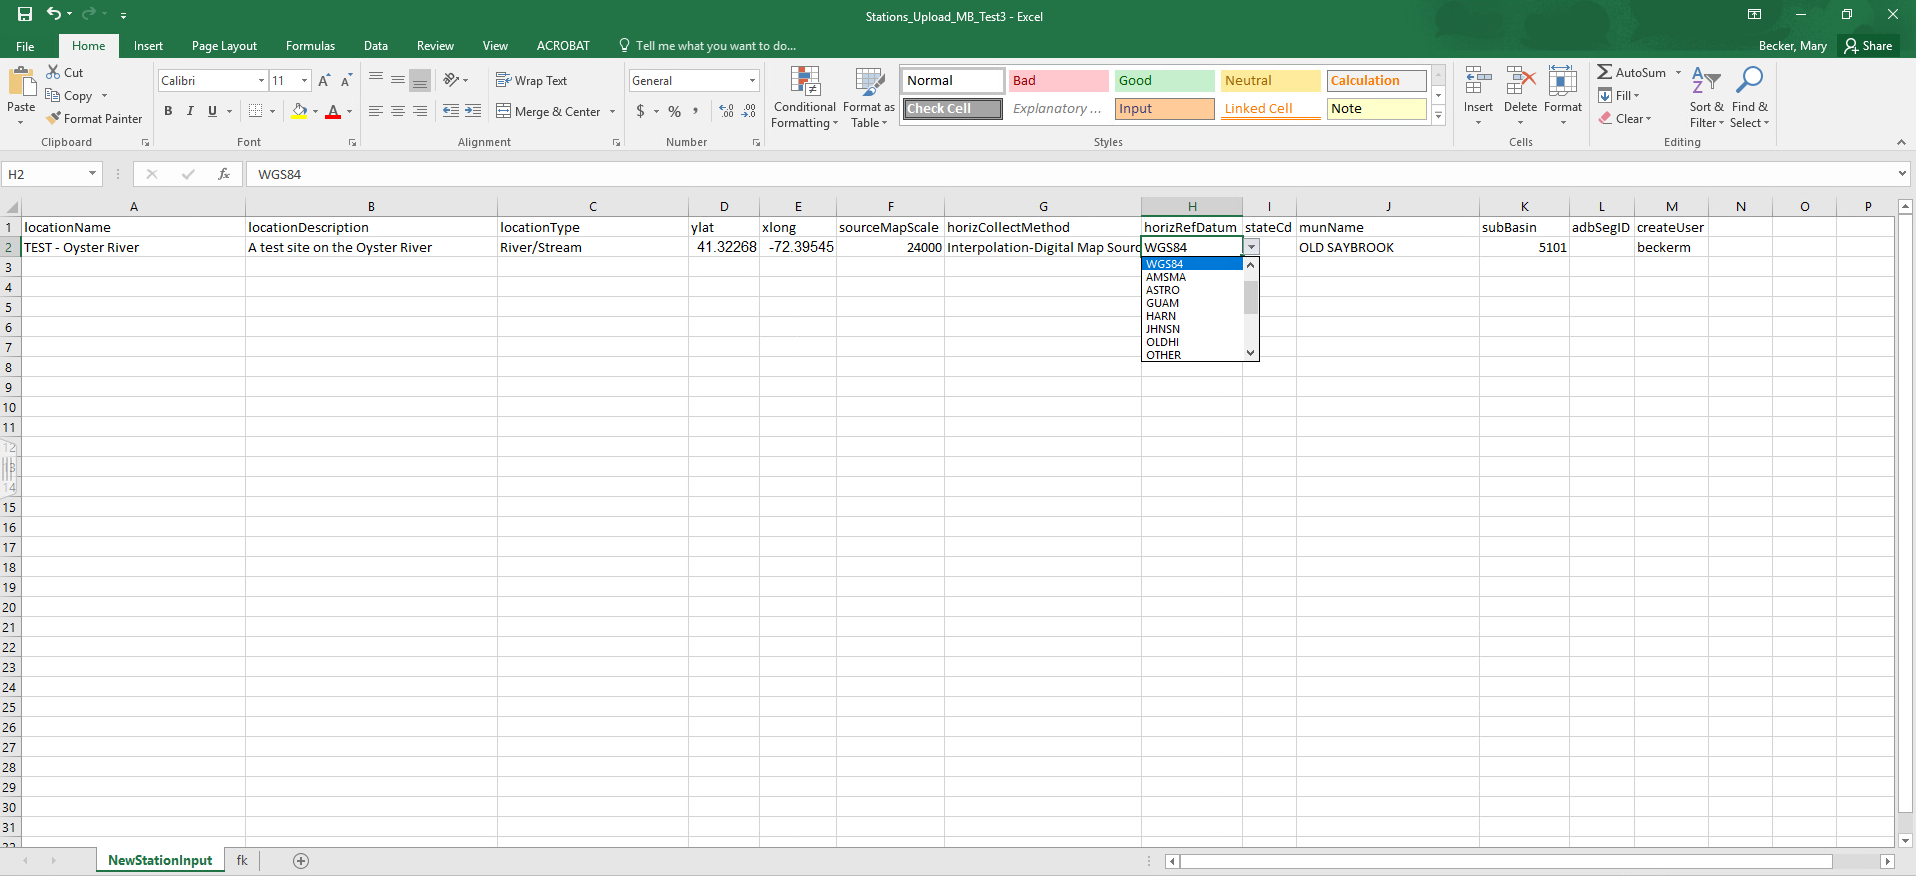 Stations_Upload_MB_Test3 - Excel
File Home Insert Page Layout Formulas Data Review View ACROBAT Tell me what you want to do... Becker, Mary Share
Paste
Cut
Copy
Format Painter
Clipboard
Calibri 11
B I U
Font
Wrap Text
Merge & Center
Alignment
General
$ % ,
Number
Conditional Formatting
Format as Table
Normal Bad Good Neutral Calculation
Check Cell Explanatory ... Input Linked Cell Note
Styles
Insert Delete Format
Cells
AutoSum
Fill
Clear
Sort & Filter
Find & Select
Editing
H2 fx WGS84
A B C D E F G H I J K L M N O P
1 locationName locationDescription locationType ylat xlong sourceMapScale horizCollectMethod horizRefDatum stateCd munName subBasin adbSegID createUser
2 TEST - Oyster River A test site on the Oyster River River/Stream 41.32268 -72.39545 24000 Interpolation-Digital Map Sourc WGS84 OLD SAYBROOK 5101 beckerm
WGS84
AMSMA
ASTRO
GUAM
HARN
JHNSN
OLDHI
OTHER
3
4
5
6
7
8
9
10
11
12
13
14
15
16
17
18
19
20
21
22
23
24
25
26
27
28
29
30
31
32
NewStationInput fk